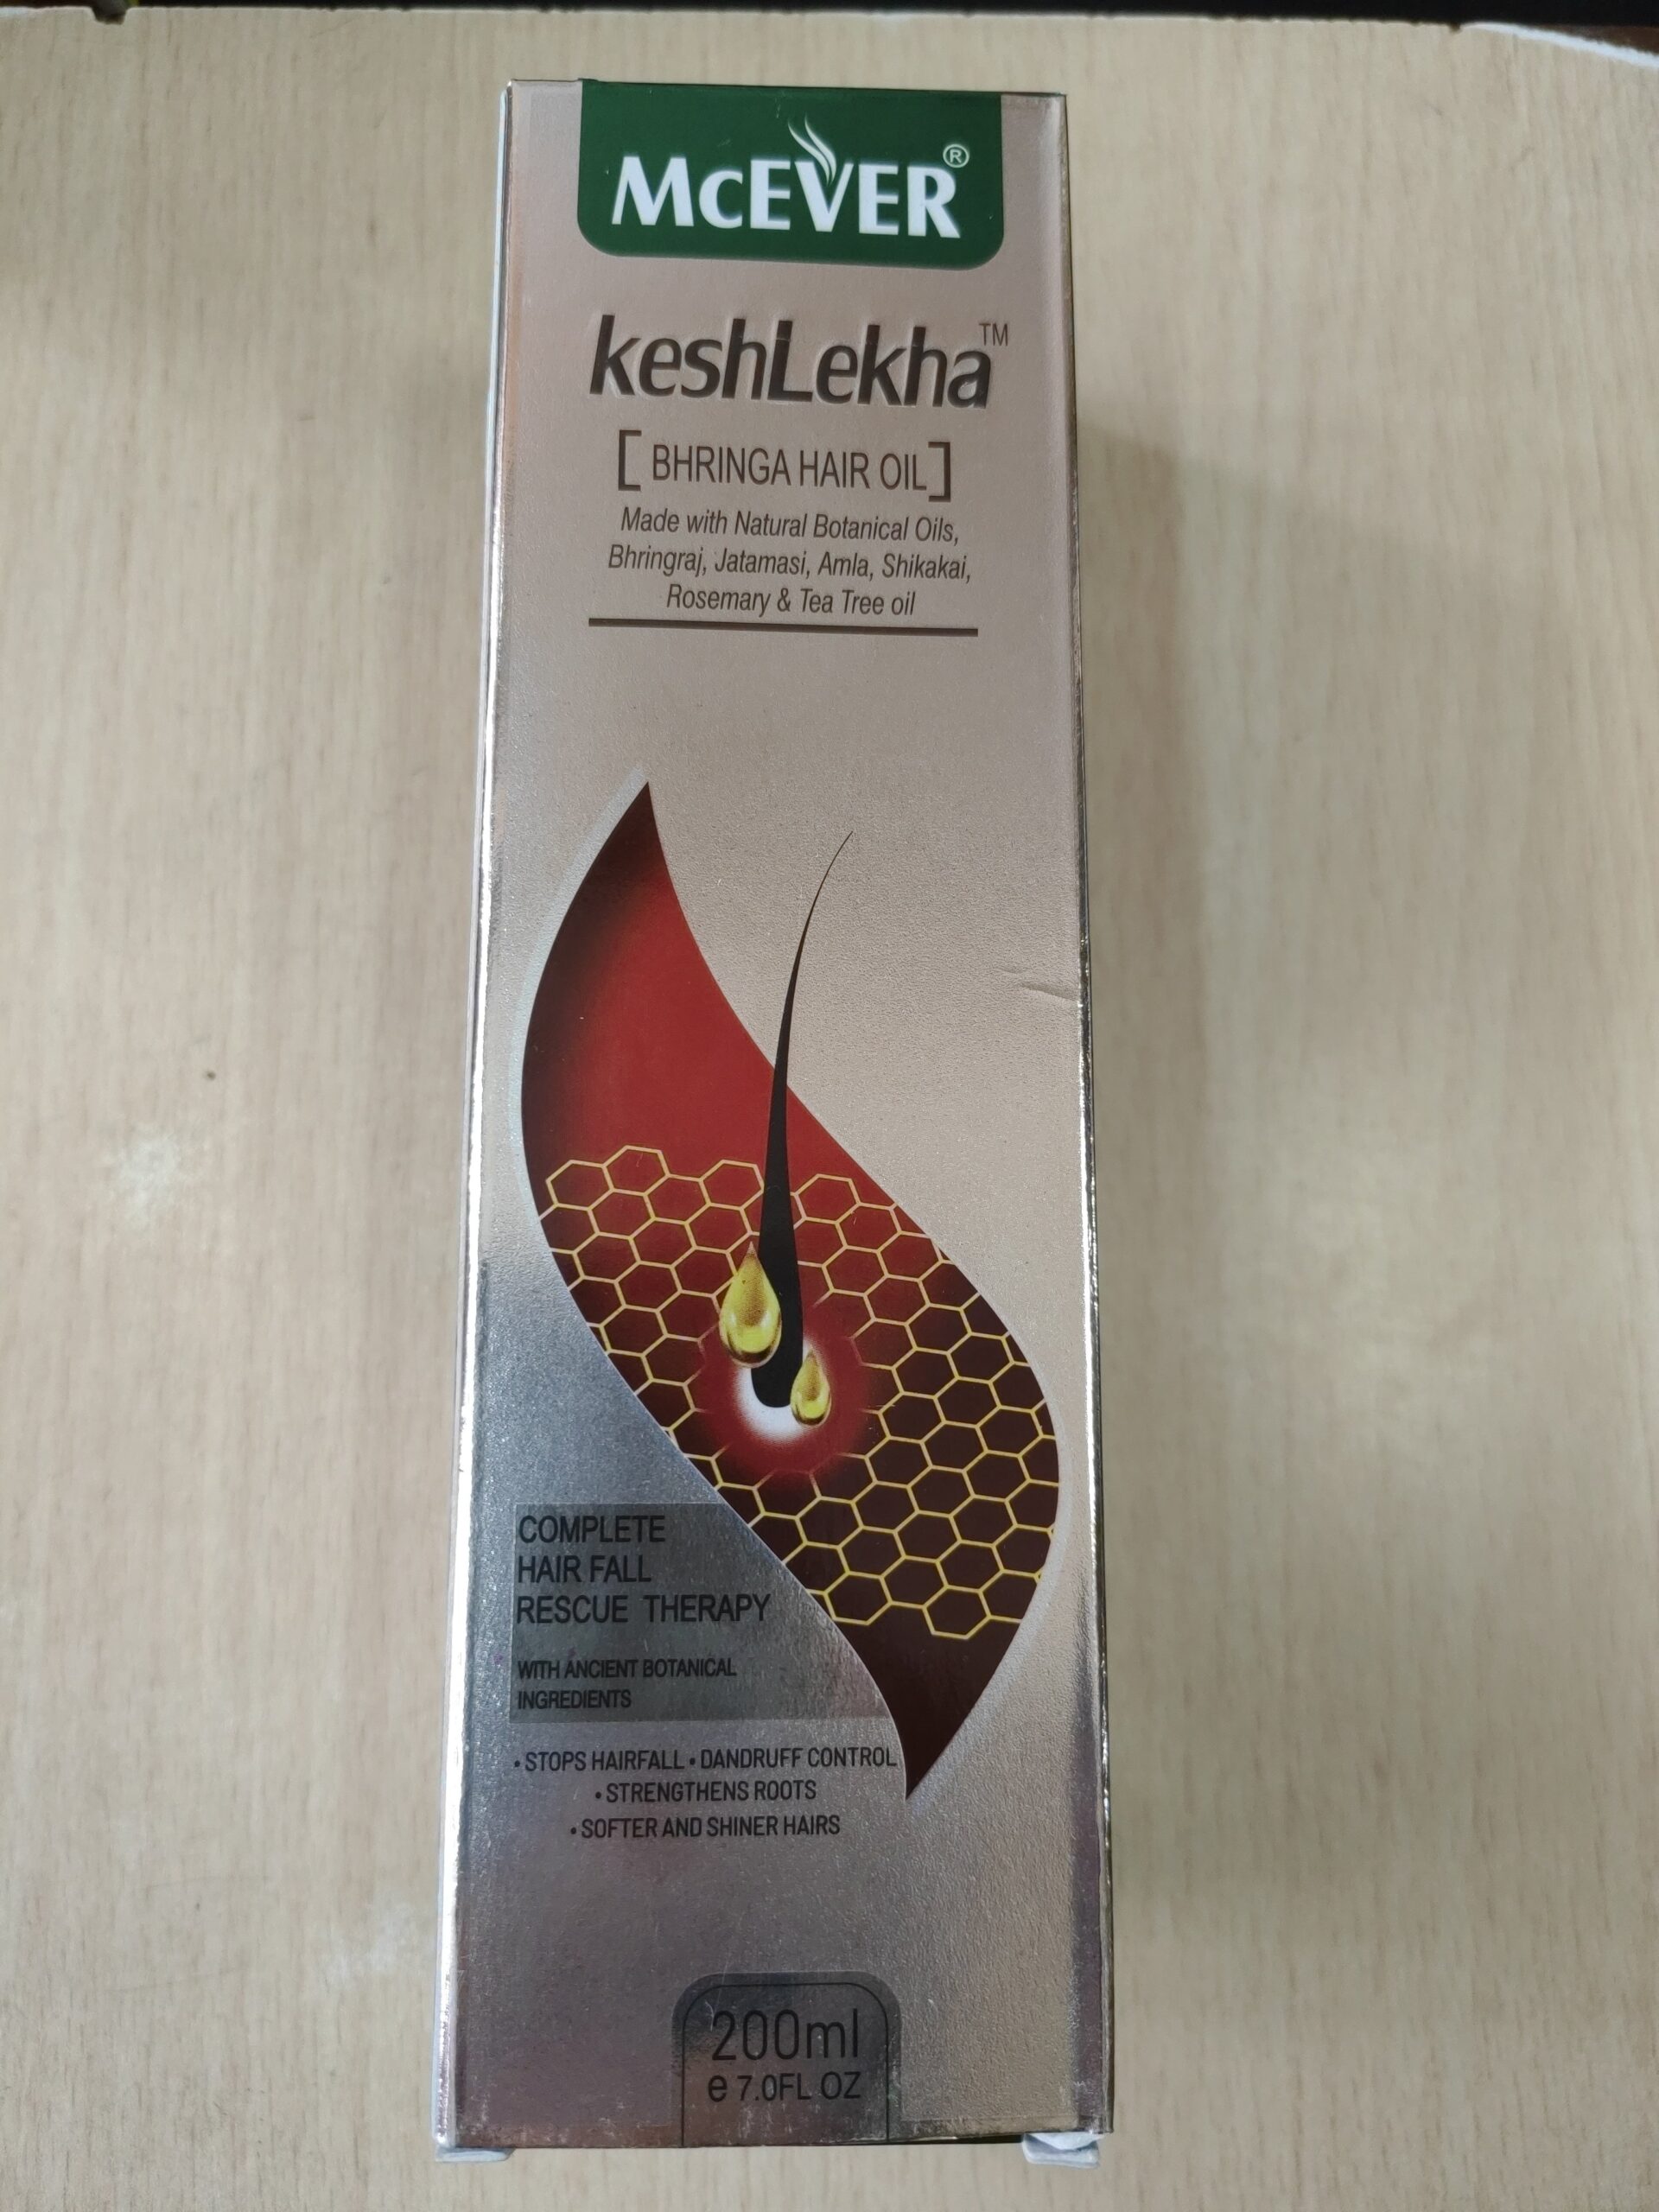 McEVER®
keshLekha™
[BHRINGA HAIR OIL]
Made with Natural Botanical Oils,
Bhringraj, Jatamasi, Amla, Shikakai,
Rosemary & Tea Tree oil
COMPLETE
HAIR FALL
RESCUE THERAPY
WITH ANCIENT BOTANICAL
INGREDIENTS
• STOPS HAIRFALL • DANDRUFF CONTROL
• STRENGTHENS ROOTS
• SOFTER AND SHINER HAIRS
200ml
e 7.0FL OZ